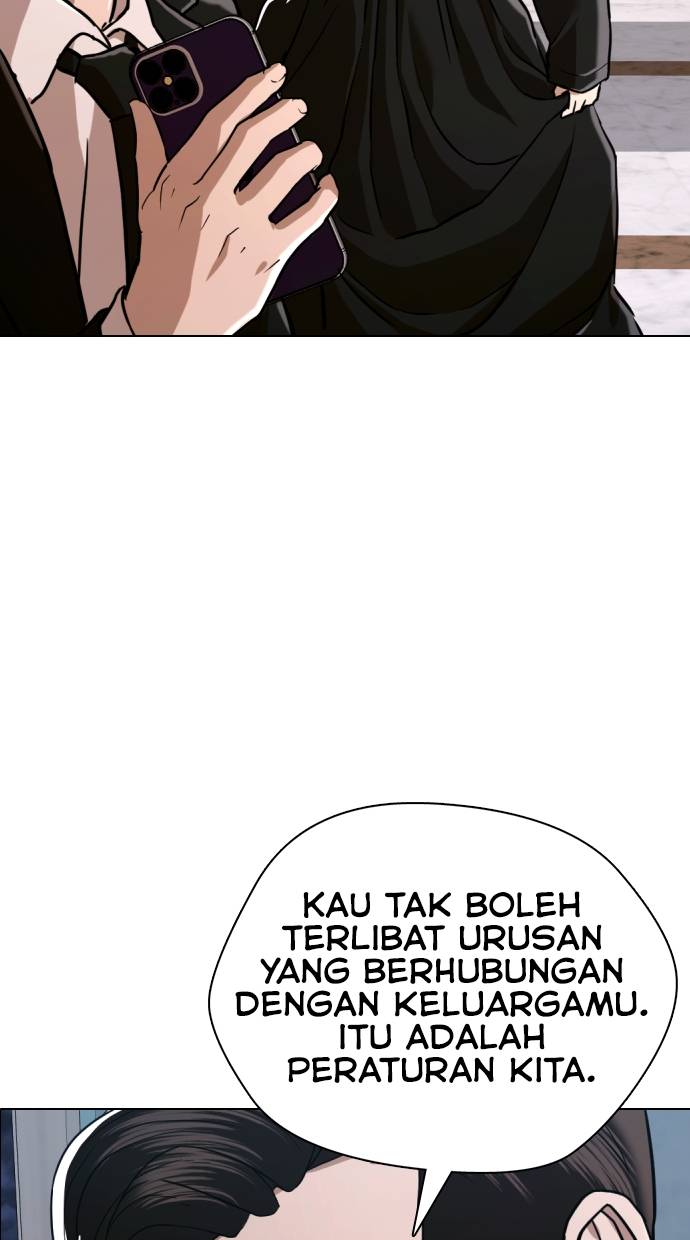 KAU TAK BOLEH
TERLIBAT URUSAN
YANG BERHUBUNGAN
DENGAN KELUARGAMU.
ITU ADALAH
PERATURAN KITA.